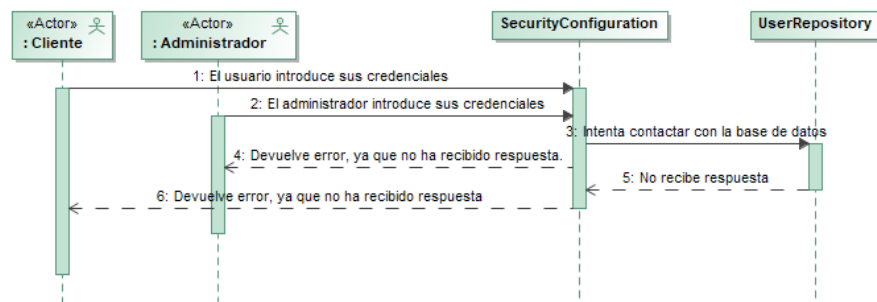 «Actor»
: Cliente
«Actor»
: Administrador
SecurityConfiguration
UserRepository
1: El usuario introduce sus credenciales
2: El administrador introduce sus credenciales
3: Intenta contactar con la base de datos
4: Devuelve error, ya que no ha recibido respuesta.
5: No recibe respuesta
6: Devuelve error, ya que no ha recibido respuesta